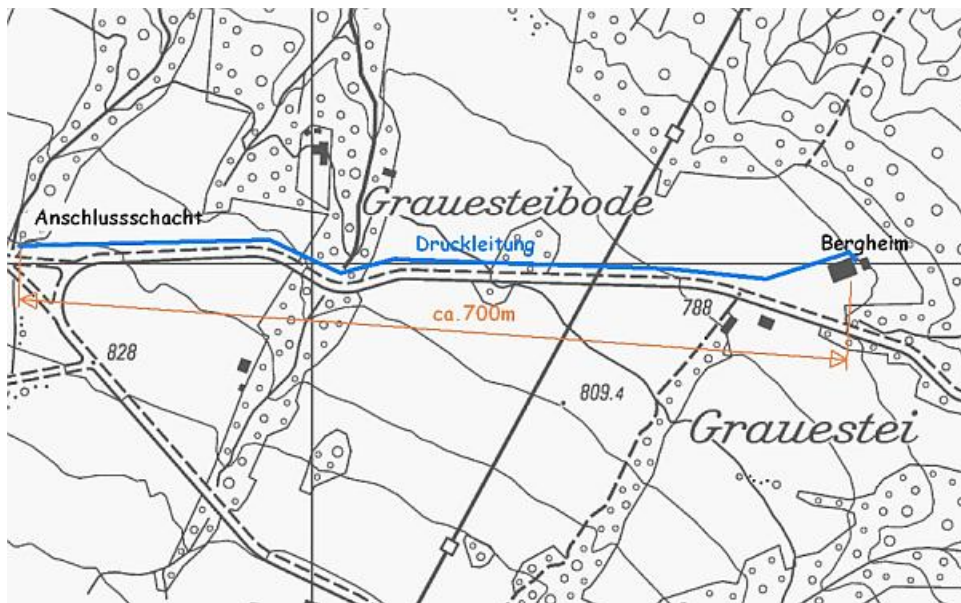 Anschlussschacht
Grauesteibode
Druckleitung
Bergheim
788
ca.700m
828
809.4
Grauestei